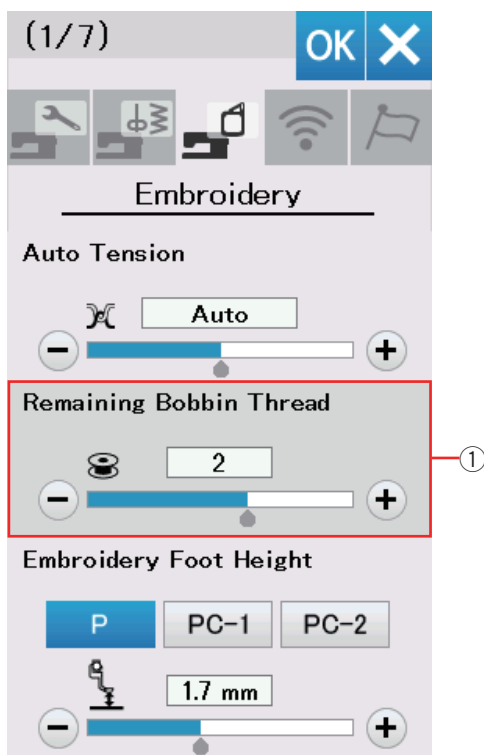 (1/7)
OK
Embroidery
Auto Tension
Auto
Remaining Bobbin Thread
2
①
Embroidery Foot Height
P PC-1 PC-2
1.7 mm